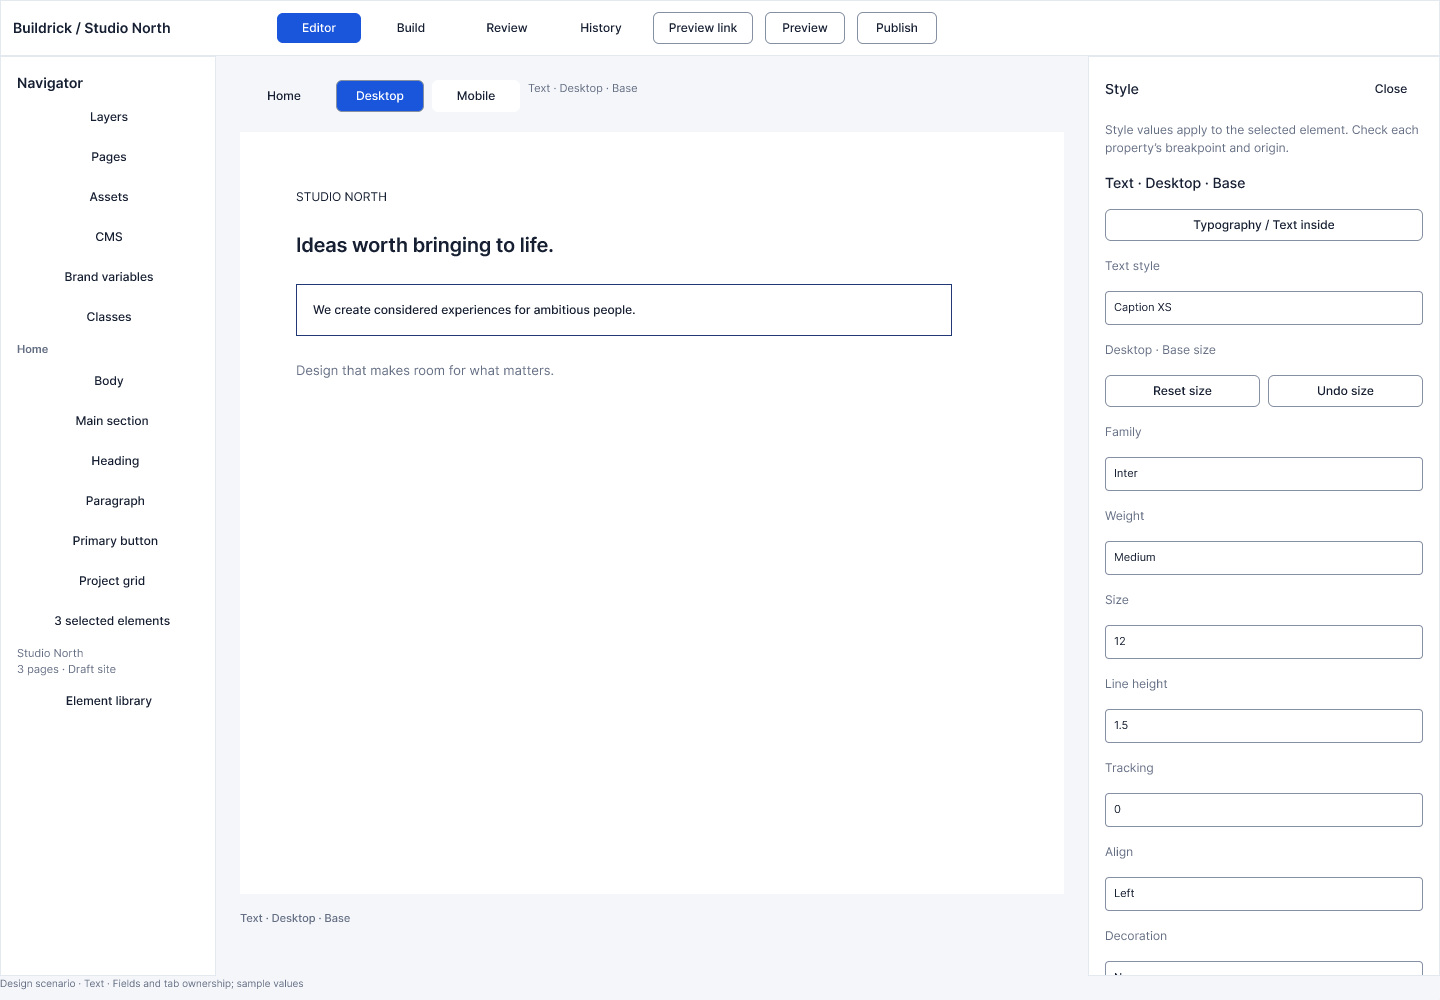 Buildrick / Studio North
Editor
Build
Review
History
Preview link
Preview
Publish
Navigator
Layers
Pages
Assets
CMS
Brand variables
Classes
Home
Body
Main section
Heading
Paragraph
Primary button
Project grid
3 selected elements
Studio North
3 pages · Draft site
Element library
Home
Desktop
Mobile
Text · Desktop · Base
STUDIO NORTH
Ideas worth bringing to life.
We create considered experiences for ambitious people.
Design that makes room for what matters.
Text · Desktop · Base
Style
Close
Style values apply to the selected element. Check each
property’s breakpoint and origin.
Text · Desktop · Base
Typography / Text inside
Text style
Caption XS
Desktop · Base size
Reset size
Undo size
Family
Inter
Weight
Medium
Size
12
Line height
1.5
Tracking
0
Align
Left
Decoration
Design scenario · Text · Fields and tab ownership; sample values